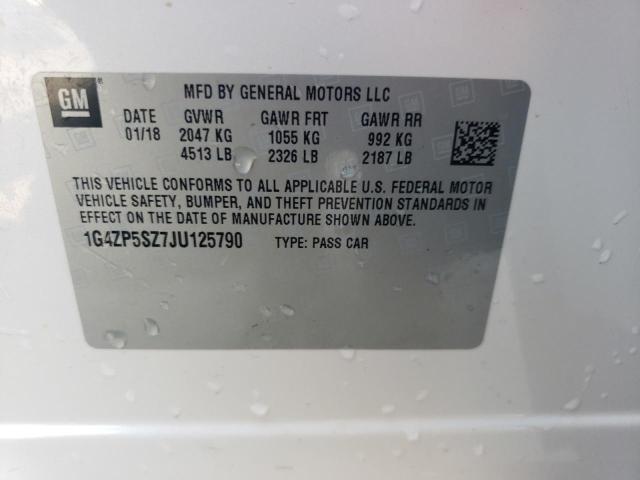 GM
MFD BY GENERAL MOTORS LLC
DATE GVWR GAWR FRT GAWR RR
01/18 2047 KG 1055 KG 992 KG
4513 LB 2326 LB 2187 LB
THIS VEHICLE CONFORMS TO ALL APPLICABLE U.S. FEDERAL MOTOR
VEHICLE SAFETY, BUMPER, AND THEFT PREVENTION STANDARDS IN
EFFECT ON THE DATE OF MANUFACTURE SHOWN ABOVE.
1G4ZP5SZ7JU125790 TYPE: PASS CAR